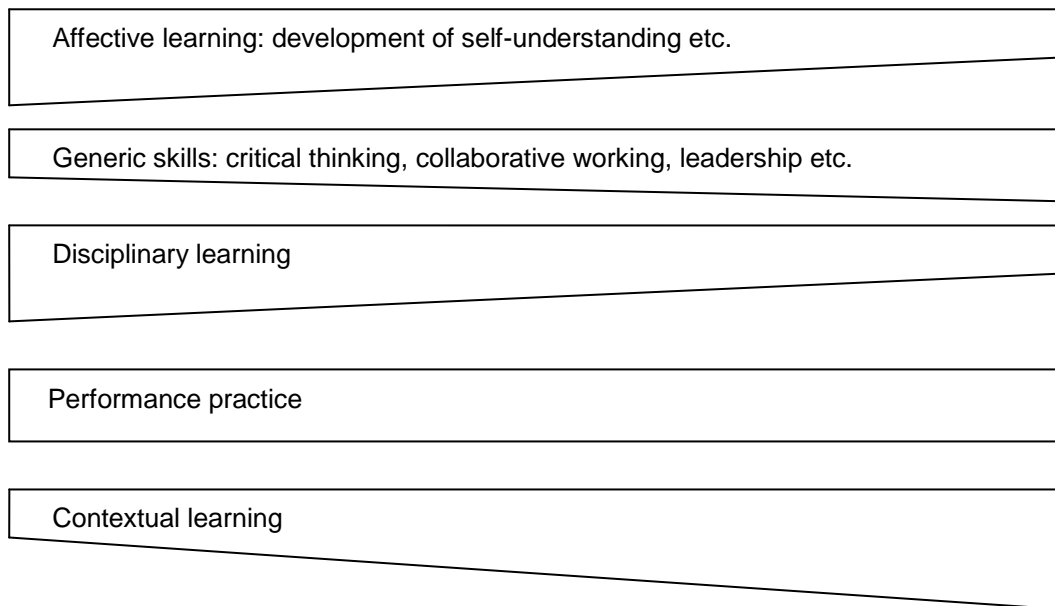 Affective learning: development of self-understanding etc.
Generic skills: critical thinking, collaborative working, leadership etc.
Disciplinary learning
Performance practice
Contextual learning